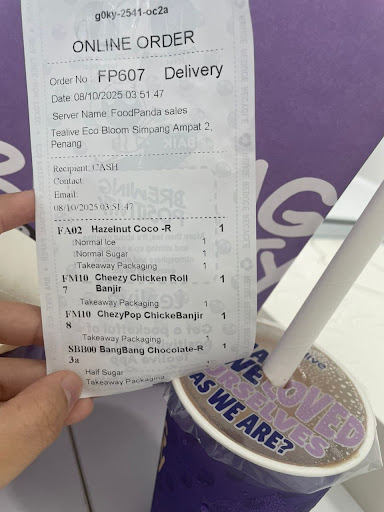 g0ky-2541-oc2a
ONLINE ORDER
Order No FP607 Delivery
Date 08/10/2025 03:51:47
Server Name: FoodPanda sales
Tealive Eco Bloom Simpang Ampat 2,
Penang
Recipient: CASH
Contact:
Email:
08/10/2025 03:51:47
FA02 Hazelnut Coco -R 1
:Normal Ice 1
:Normal Sugar 1
:Takeaway Packaging 1
FM10 Cheezy Chicken Roll 1
7 Banjir
:Takeaway Packaging 1
FM10 ChezyPop ChickeBanjir 1
8
:Takeaway Packaging 1
SBB00 BangBang Chocolate-R 1
3a
:Half Sugar 1
:Takeaway Packaging 1
LOVED
OURSELVES
AS WE ARE?